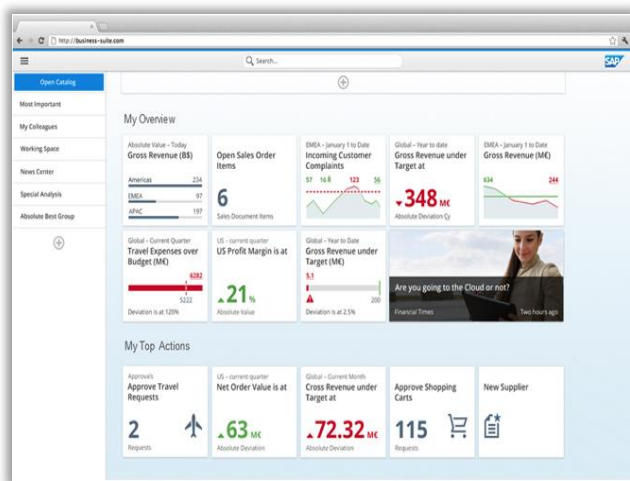 http://business-suite.com
Search...
SAP
Open Catalog
Most Important
My Colleagues
Working Space
News Center
Special Analysis
Absolute Best Group
My Overview
Absolute Value – Today
Gross Revenue (B$)
Americas 234
EMEA 97
APAC 197
Open Sales Order
Items
6
Sales Document Items
EMEA – January 1 to Date
Incoming Customer
Complaints
57 123 56
Global – Year to date
Gross Revenue under
Target at
348 M€
Absolute Deviation
EMEA – January 1 to Date
Gross Revenue (M€)
634 244
Global – Current Quarter
Travel Expenses over
Budget (M€)
6282
5222
Deviation is at 120%
US – current quarter
US Profit Margin is at
21 %
Absolute Value
Global – Year to Date
Gross Revenue under
Target (M€)
5.1
200
Deviation is at 2.5%
Are you going to the Cloud or not?
Financial Times Two hours ago
My Top Actions
Approvals
Approve Travel
Requests
2
Requests
US – current quarter
Net Order Value is at
63 M€
Absolute Deviation
Global – Current Month
Cross Revenue under
Target at
72.32 M€
Absolute Deviation
Approve Shopping
Carts
115
Requests
New Supplier